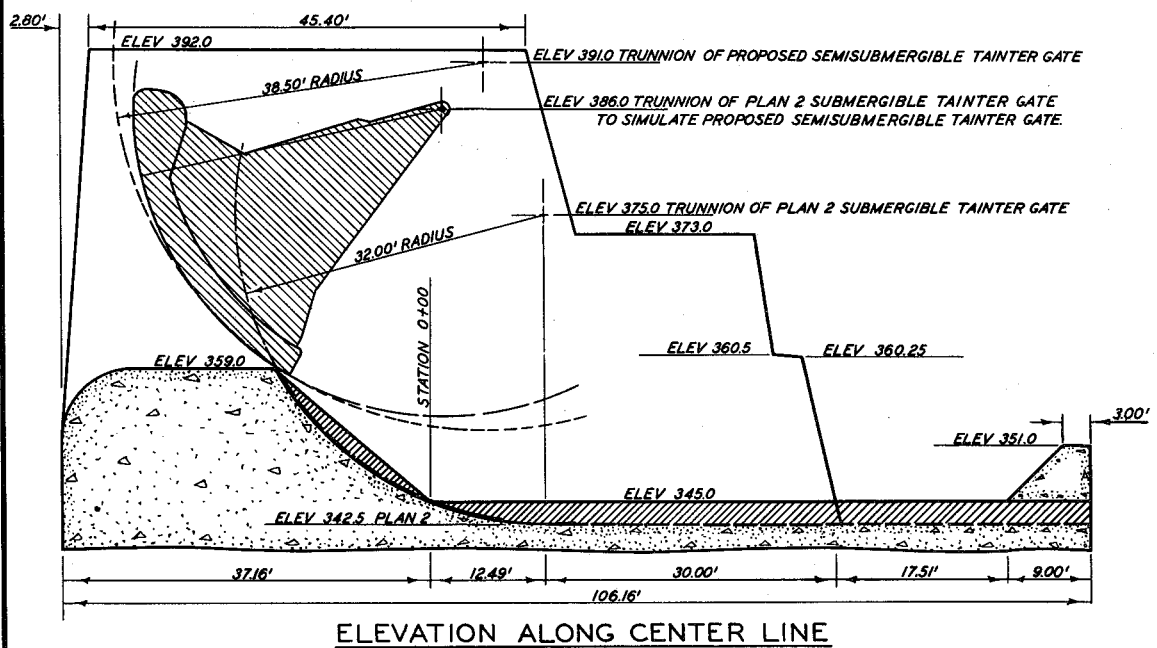 2.80'
45.40'
ELEV 392.0
ELEV 391.0 TRUNNION OF PROPOSED SEMISUBMERGIBLE TAINTER GATE
38.50' RADIUS
ELEV 386.0 TRUNNION OF PLAN 2 SUBMERGIBLE TAINTER GATE
TO SIMULATE PROPOSED SEMISUBMERGIBLE TAINTER GATE.
ELEV 375.0 TRUNNION OF PLAN 2 SUBMERGIBLE TAINTER GATE
ELEV 373.0
32.00' RADIUS
STATION 0+00
ELEV 360.5
ELEV 360.25
ELEV 359.0
3.00'
ELEV 351.0
ELEV 345.0
ELEV 342.5 PLAN 2
37.16'
12.49'
30.00'
17.51'
9.00'
106.16'
ELEVATION ALONG CENTER LINE